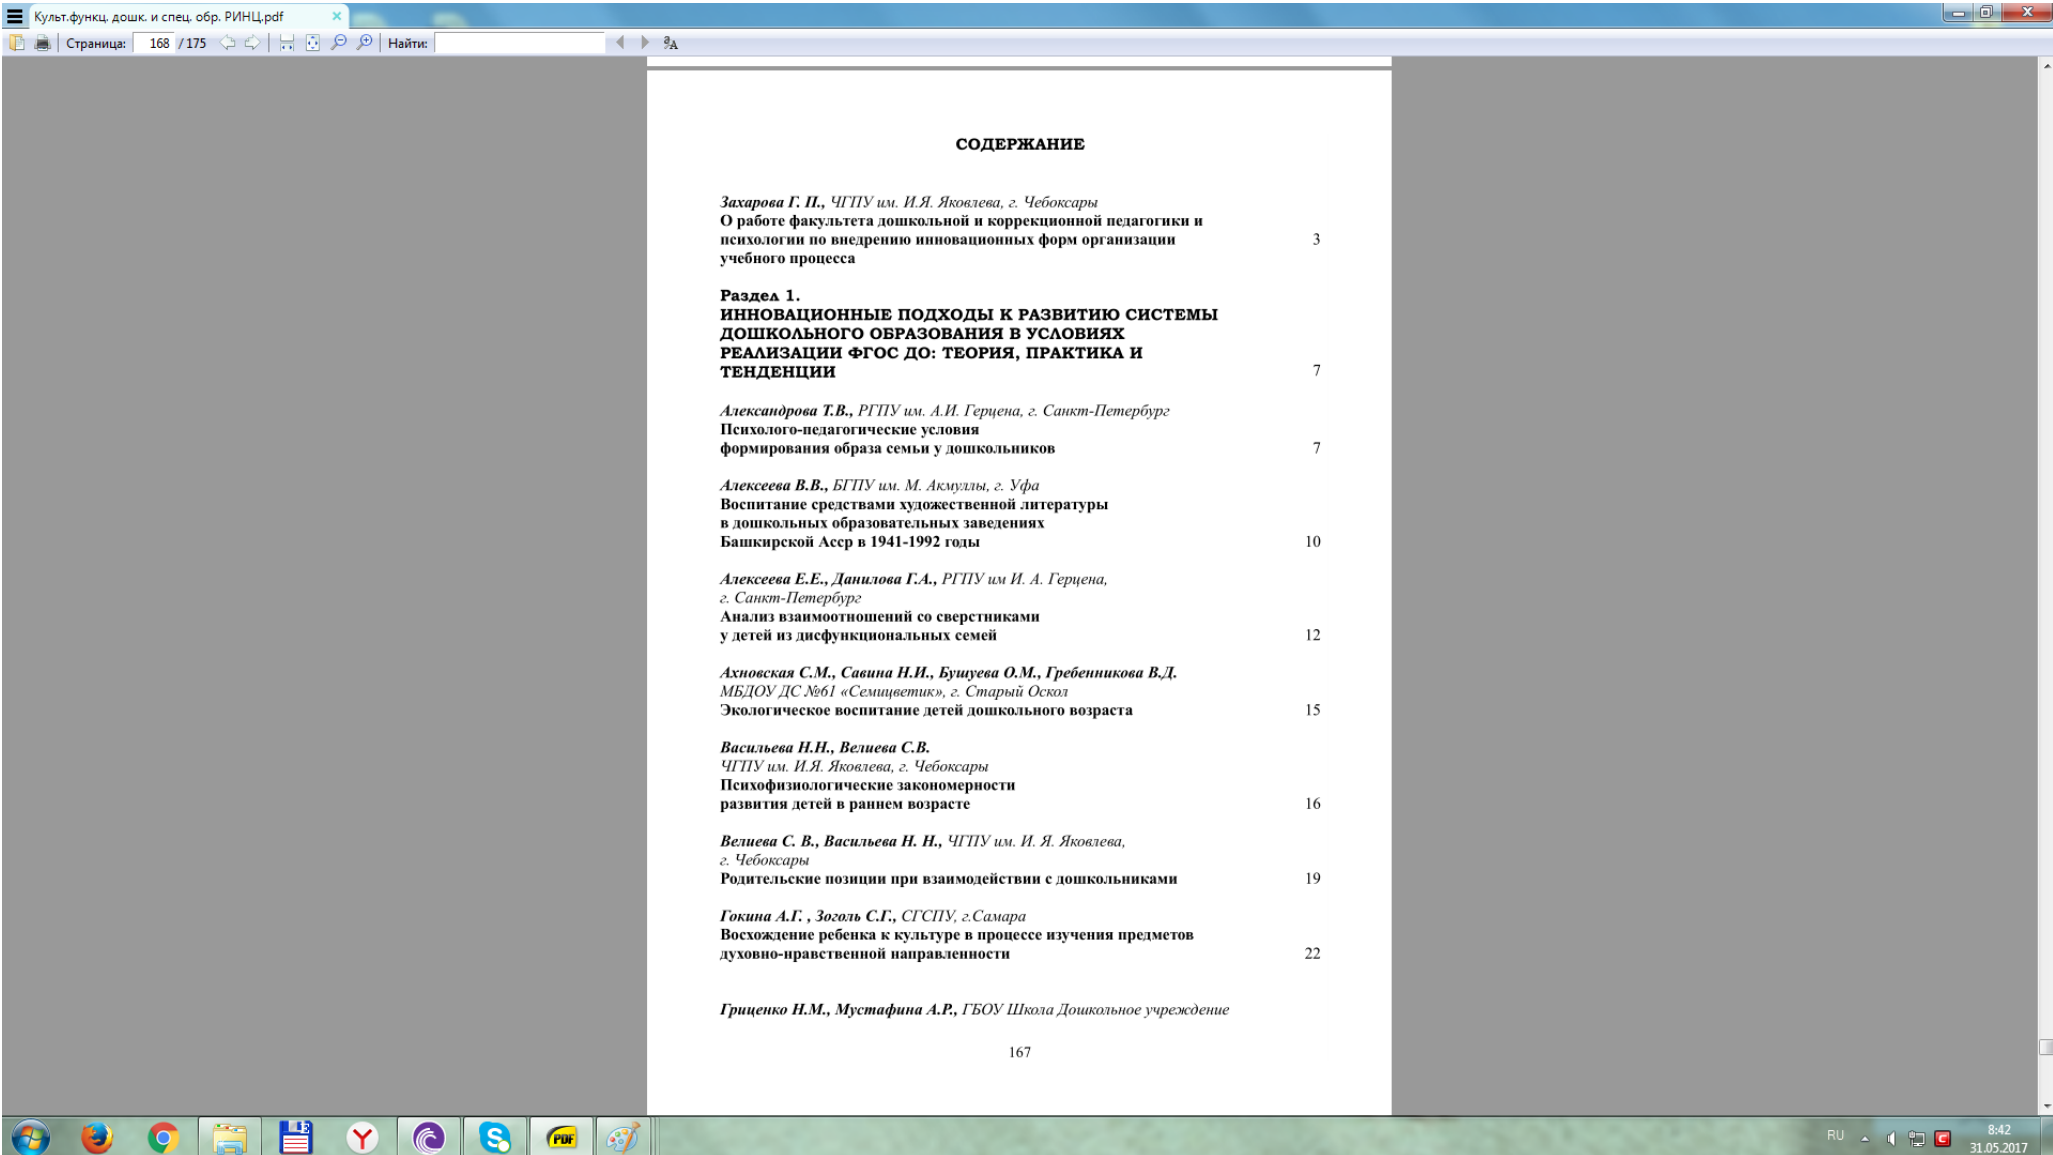 Культ.функц. дошк. и спец. обр. РИНЦ.pdf
Страница: 168 / 175 Найти:
СОДЕРЖАНИЕ
Захарова Г. П., ЧГПУ им. И.Я. Яковлева, г. Чебоксары
О работе факультета дошкольной и коррекционной педагогики и
психологии по внедрению инновационных форм организации 3
учебного процесса
Раздел 1.
ИННОВАЦИОННЫЕ ПОДХОДЫ К РАЗВИТИЮ СИСТЕМЫ
ДОШКОЛЬНОГО ОБРАЗОВАНИЯ В УСЛОВИЯХ
РЕАЛИЗАЦИИ ФГОС ДО: ТЕОРИЯ, ПРАКТИКА И
ТЕНДЕНЦИИ 7
Александрова Т.В., РГПУ им. А.И. Герцена, г. Санкт-Петербург
Психолого-педагогические условия
формирования образа семьи у дошкольников 7
Алексеева В.В., БГПУ им. М. Акмуллы, г. Уфа
Воспитание средствами художественной литературы
в дошкольных образовательных заведениях
Башкирской Асср в 1941-1992 годы 10
Алексеева Е.Е., Данилова Г.А., РГПУ им И. А. Герцена,
г. Санкт-Петербург
Анализ взаимоотношений со сверстниками
у детей из дисфункциональных семей 12
Ахновская С.М., Савина Н.И., Бушуева О.М., Гребенникова В.Д.
МБДОУ ДС №61 «Семицветик», г. Старый Оскол
Экологическое воспитание детей дошкольного возраста 15
Васильева Н.Н., Велиева С.В.
ЧГПУ им. И.Я. Яковлева, г. Чебоксары
Психофизиологические закономерности
развития детей в раннем возрасте 16
Велиева С. В., Васильева Н. Н., ЧГПУ им. И. Я. Яковлева,
г. Чебоксары
Родительские позиции при взаимодействии с дошкольниками 19
Гокина А.Г. , Зоголь С.Г., СГСПУ, г.Самара
Восхождение ребенка к культуре в процессе изучения предметов
духовно-нравственной направленности 22
Гриценко Н.М., Мустафина А.Р., ГБОУ Школа Дошкольное учреждение
167
PDF
RU
8:42
31.05.2017